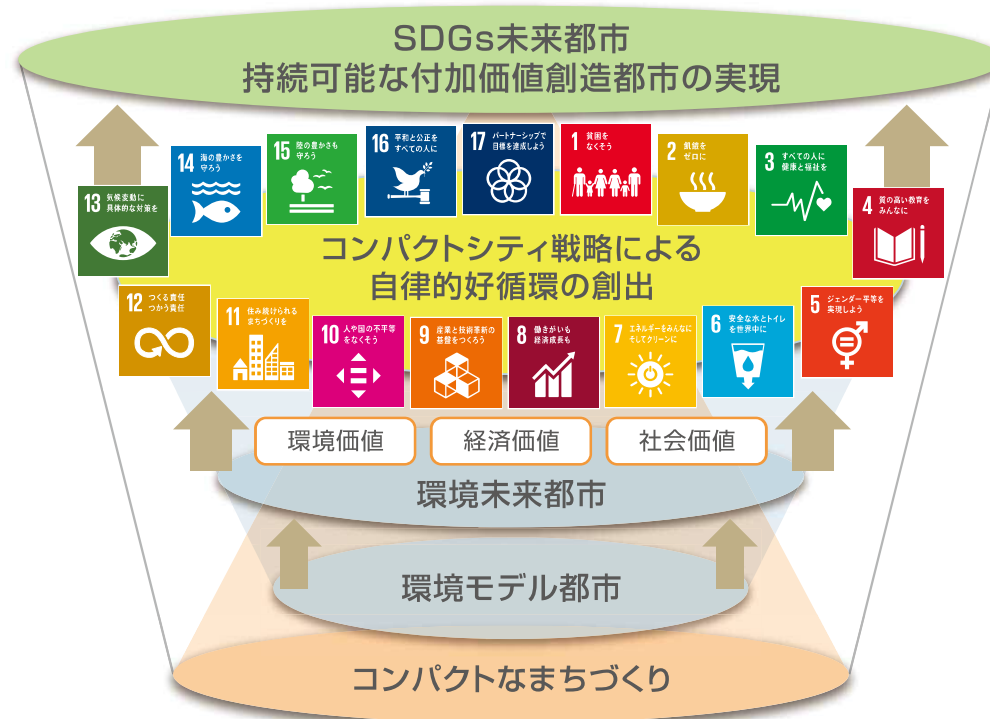 SDGs未来都市
持続可能な付加価値創造都市の実現
13 気候変動に
具体的な対策を
14 海の豊かさを
守ろう
15 陸の豊かさも
守ろう
16 平和と公正を
すべての人に
17 パートナーシップで
目標を達成しよう
1 貧困を
なくそう
2 飢餓を
ゼロに
3 すべての人に
健康と福祉を
4 質の高い教育を
みんなに
コンパクトシティ戦略による
自律的好循環の創出
12 つくる責任
つかう責任
11 住み続けられる
まちづくりを
10 人や国の不平等
をなくそう
9 産業と技術革新の
基盤をつくろう
8 働きがいも
経済成長も
7 エネルギーをみんなに
そしてクリーンに
6 安全な水とトイレ
を世界中に
5 ジェンダー平等を
実現しよう
環境価値
経済価値
社会価値
環境未来都市
環境モデル都市
コンパクトなまちづくり